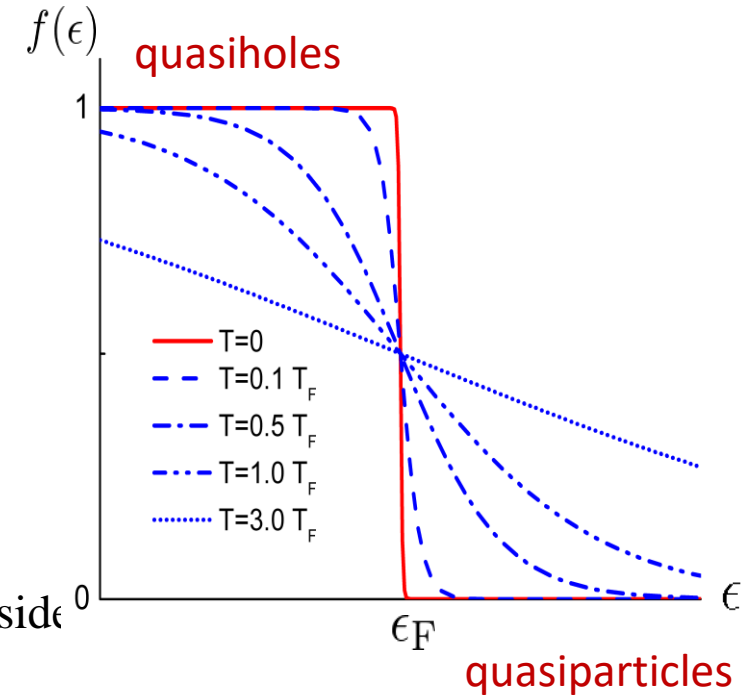 f(ϵ)
quasiholes
1
T=0
T=0.1 T_F
T=0.5 T_F
T=1.0 T_F
T=3.0 T_F
0
ϵ
ϵ_F
quasiparticles